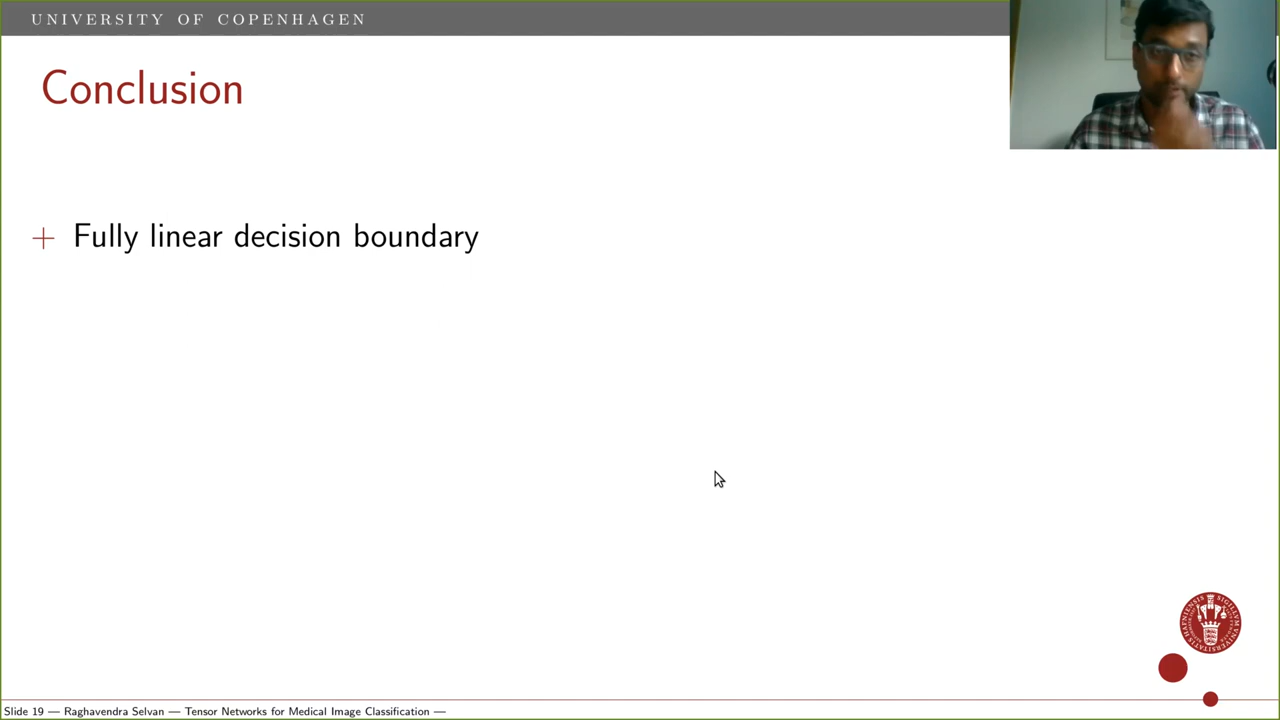 UNIVERSITY OF COPENHAGEN
Conclusion
+ Fully linear decision boundary
Slide 19 — Raghavendra Selvan — Tensor Networks for Medical Image Classification —